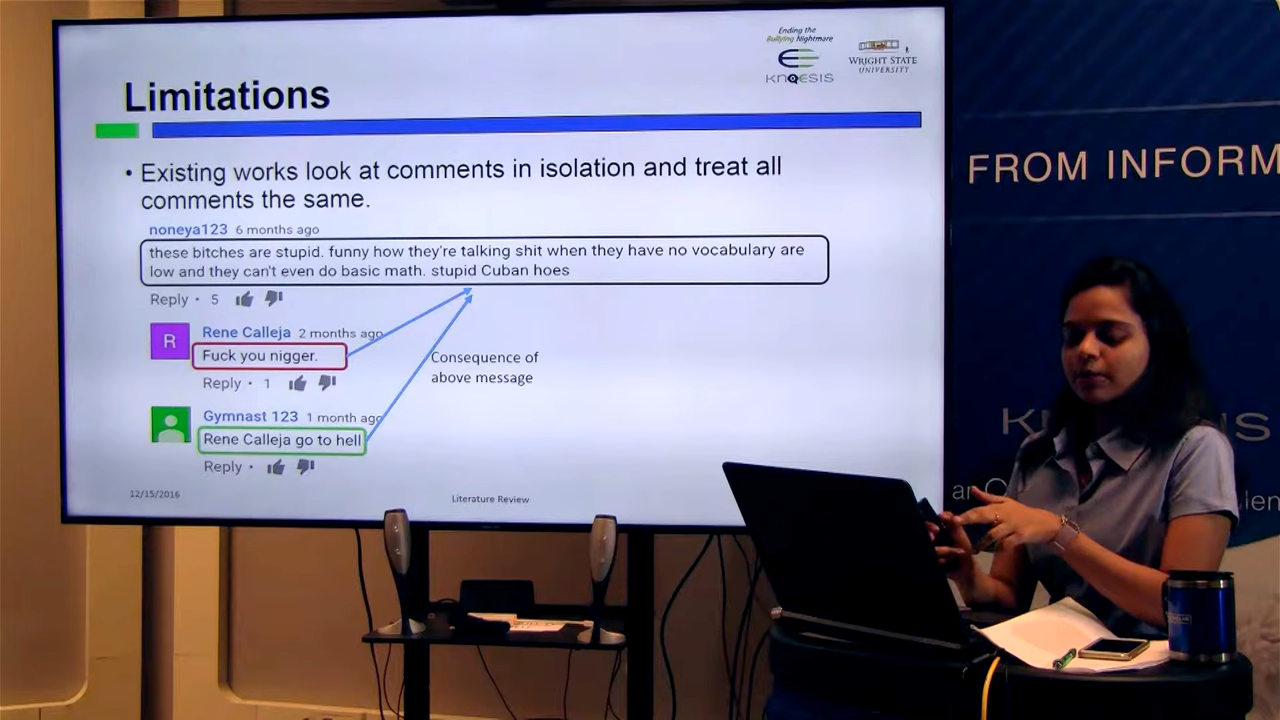 Ending the
Bullying Nightmare
KNOESIS
WRIGHT STATE
UNIVERSITY
Limitations
• Existing works look at comments in isolation and treat all
comments the same.
noneya123 6 months ago
these bitches are stupid. funny how they're talking shit when they have no vocabulary are
low and they can't even do basic math. stupid Cuban hoes
Reply • 5
R
Rene Calleja 2 months ago
Fuck you nigger.
Reply • 1
Consequence of
above message
Gymnast 123 1 month ago
Rene Calleja go to hell
Reply •
12/15/2016
Literature Review
FROM INFORM